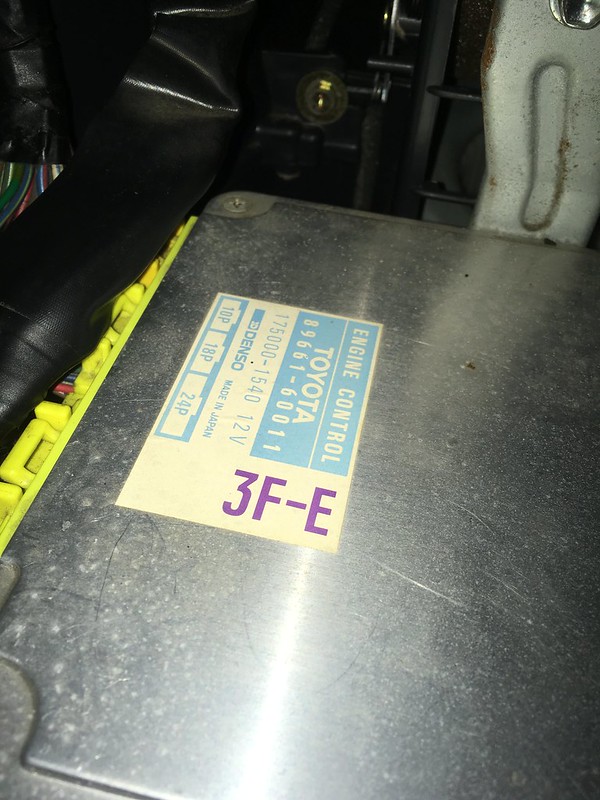 ENGINE CONTROL
TOYOTA
89661-60011
175000-1540 12V
DENSO MADE IN JAPAN
10P 18P 24P
3F-E